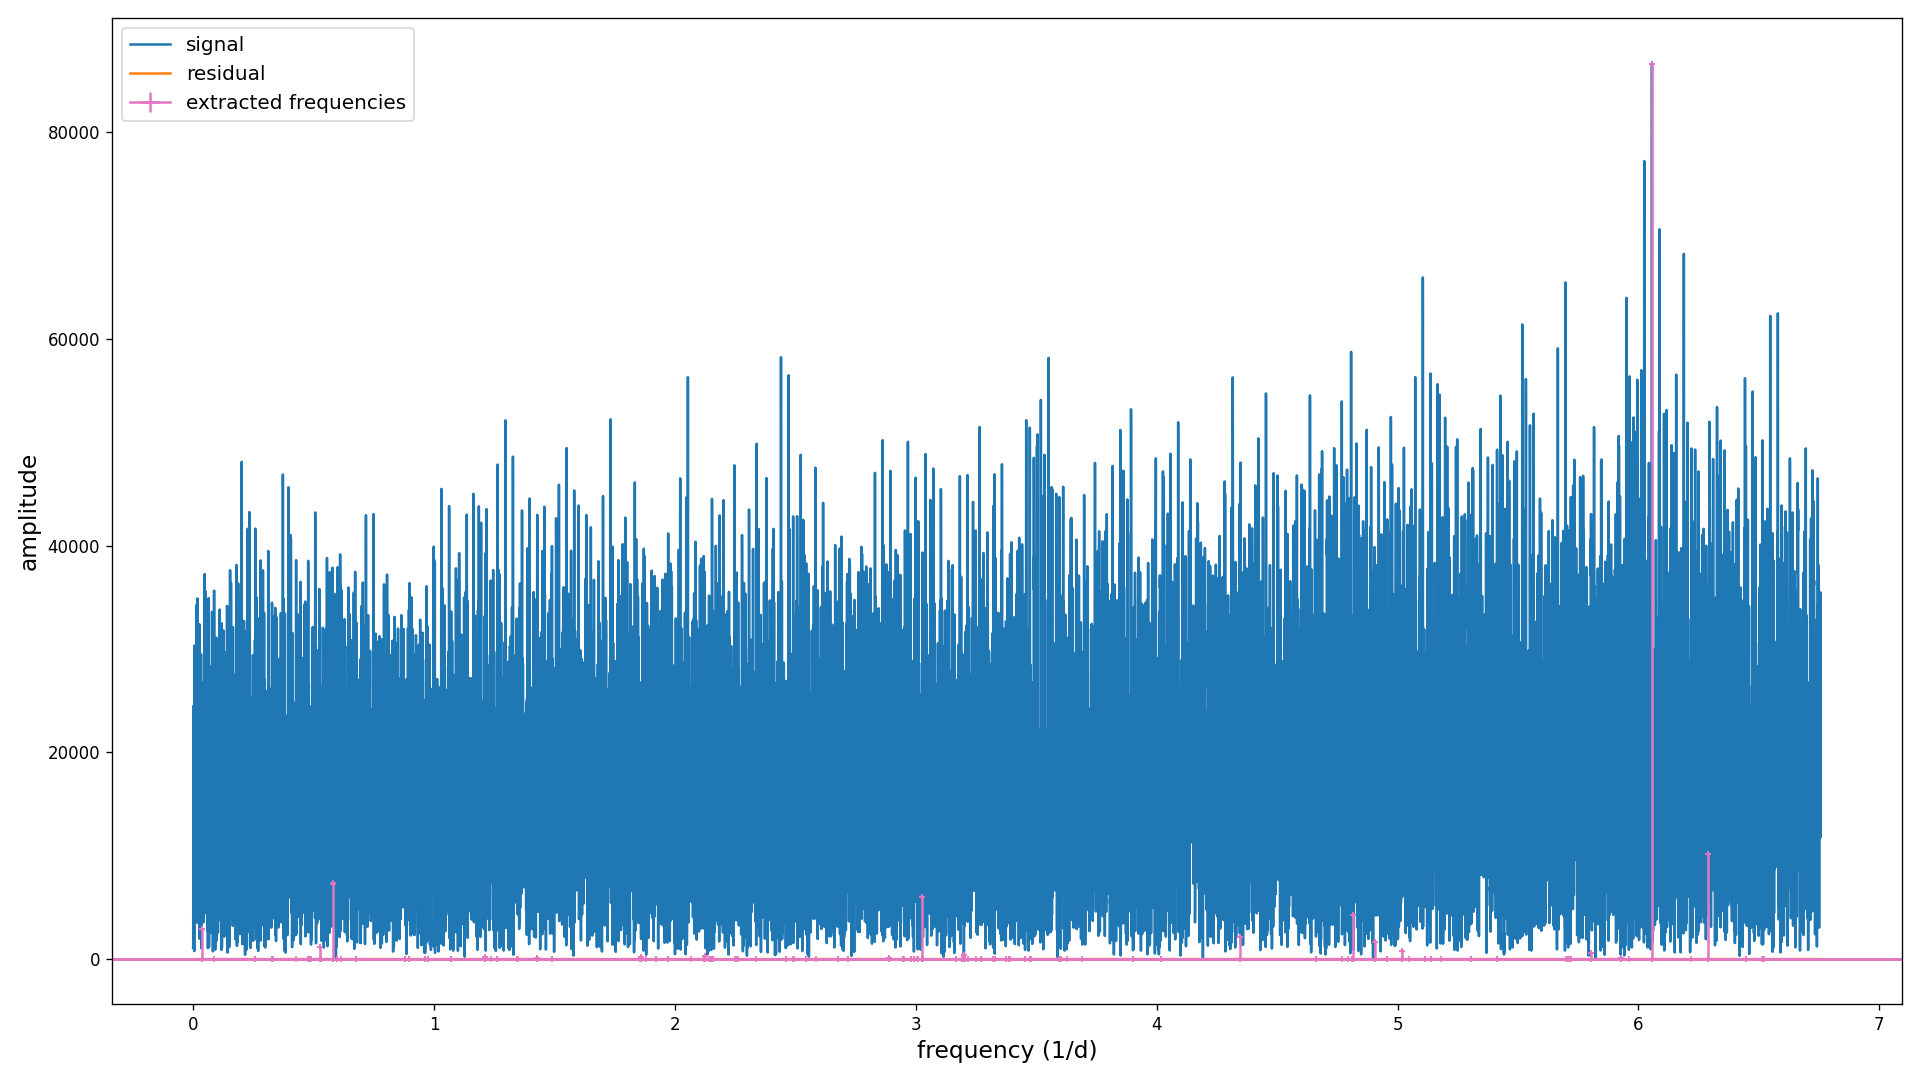 signal
residual
extracted frequencies
80000
60000
40000
20000
0
amplitude
0 1 2 3 4 5 6 7
frequency (1/d)